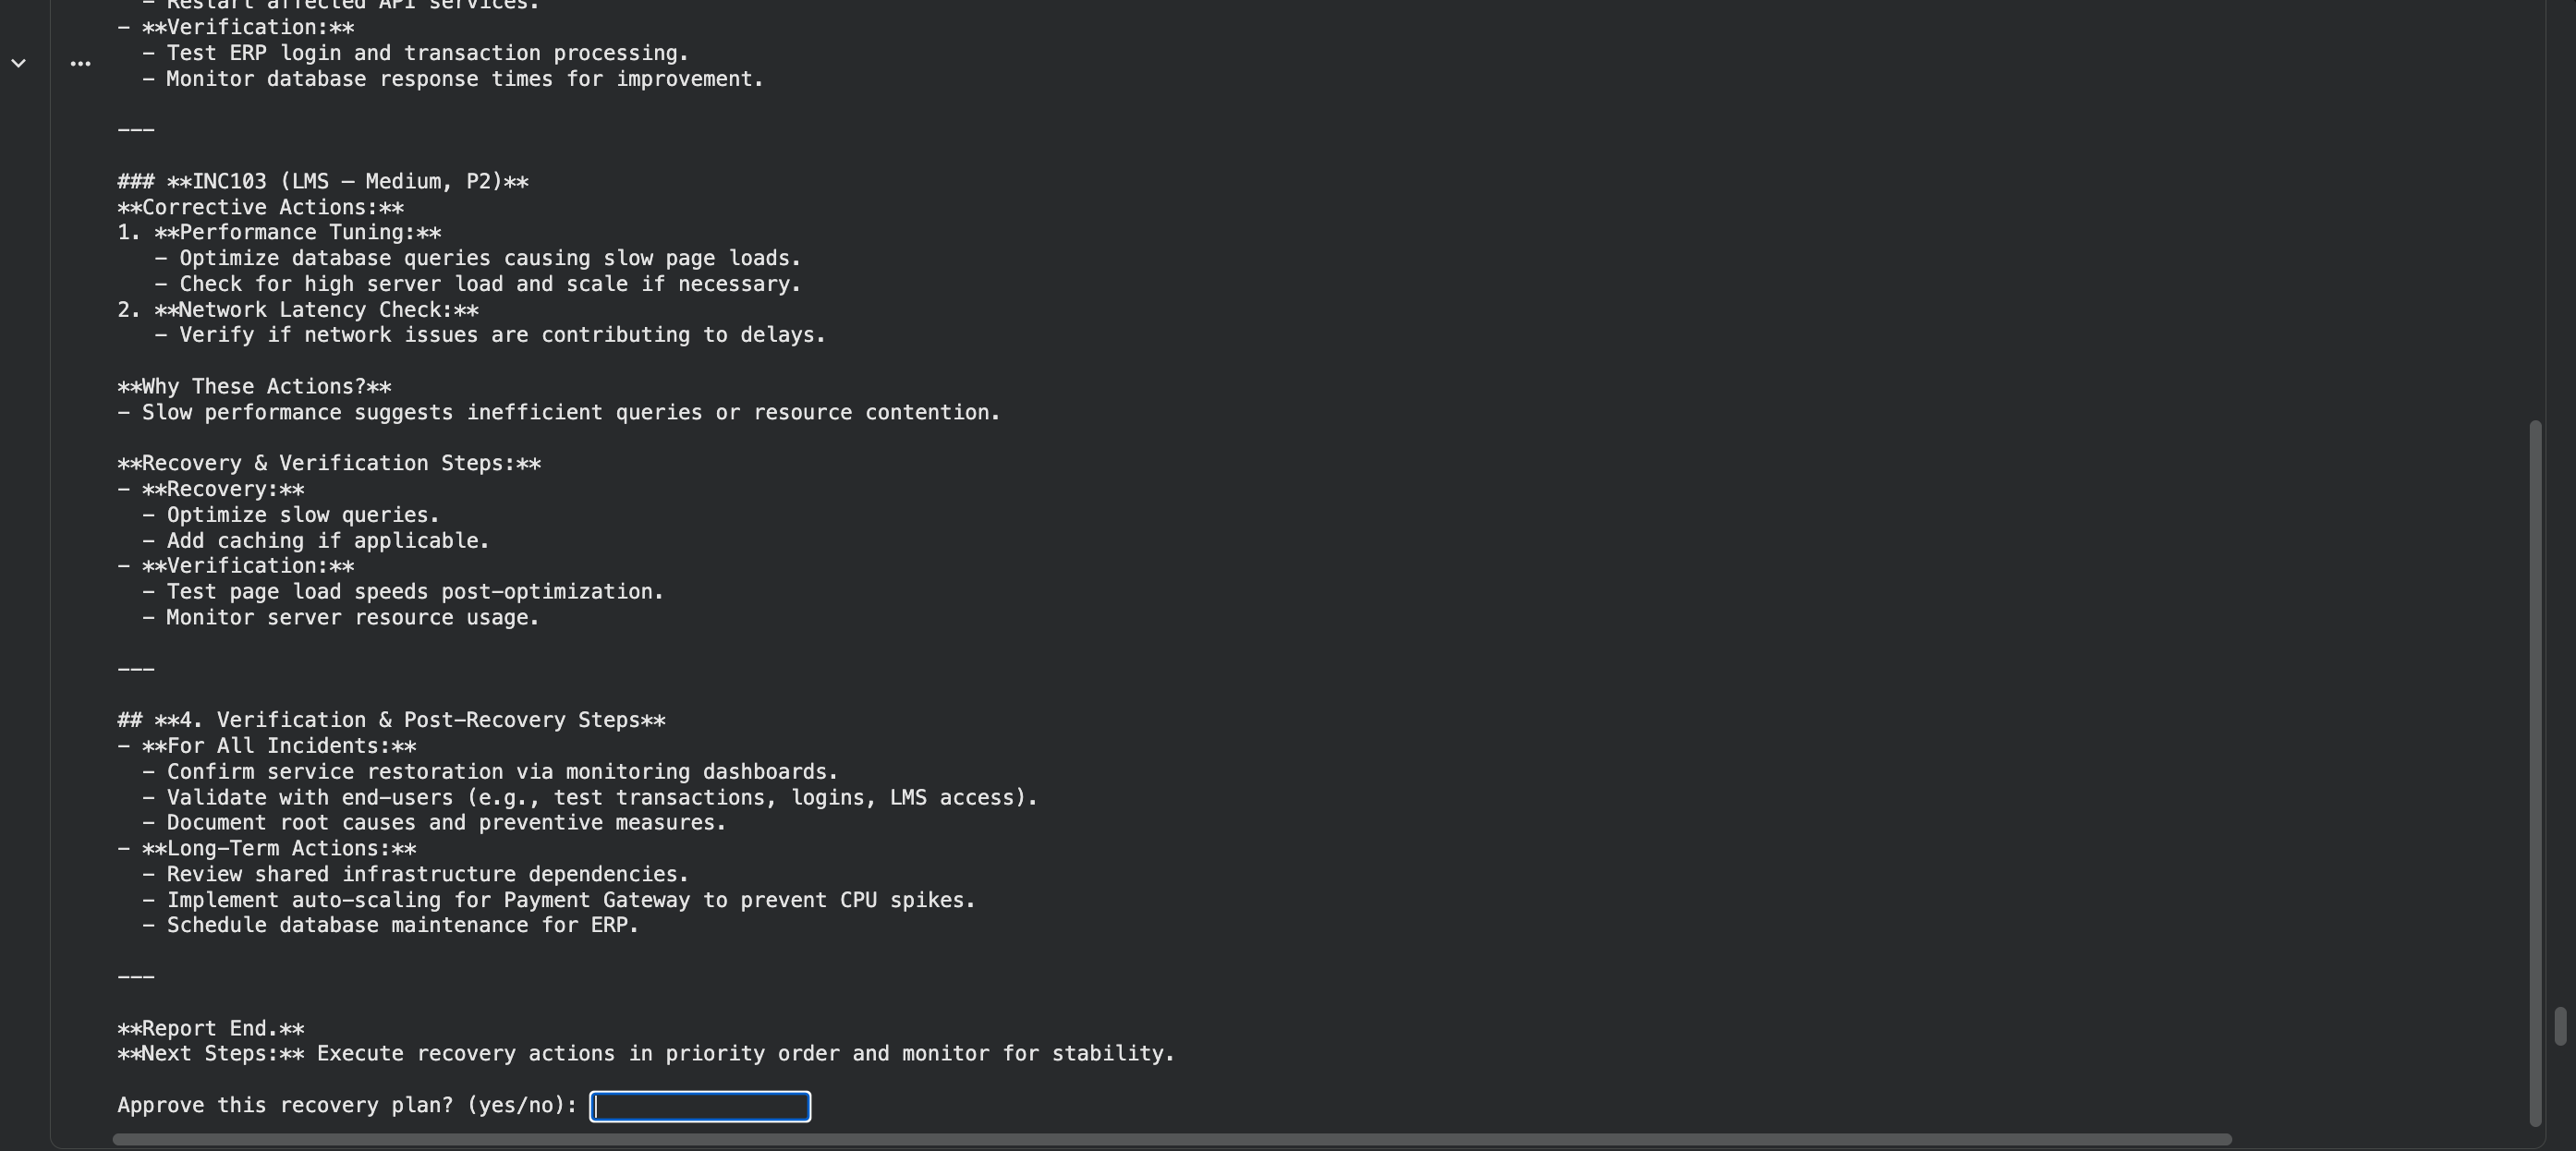 – Restart affected API services.
– **Verification:**
– Test ERP login and transaction processing.
– Monitor database response times for improvement.
---
### **INC103 (LMS – Medium, P2)**
**Corrective Actions:**
1. **Performance Tuning:**
– Optimize database queries causing slow page loads.
– Check for high server load and scale if necessary.
2. **Network Latency Check:**
– Verify if network issues are contributing to delays.
**Why These Actions?**
– Slow performance suggests inefficient queries or resource contention.
**Recovery & Verification Steps:**
– **Recovery:**
– Optimize slow queries.
– Add caching if applicable.
– **Verification:**
– Test page load speeds post-optimization.
– Monitor server resource usage.
---
## **4. Verification & Post-Recovery Steps**
– **For All Incidents:**
– Confirm service restoration via monitoring dashboards.
– Validate with end-users (e.g., test transactions, logins, LMS access).
– Document root causes and preventive measures.
– **Long-Term Actions:**
– Review shared infrastructure dependencies.
– Implement auto-scaling for Payment Gateway to prevent CPU spikes.
– Schedule database maintenance for ERP.
---
**Report End.**
**Next Steps:** Execute recovery actions in priority order and monitor for stability.
Approve this recovery plan? (yes/no):